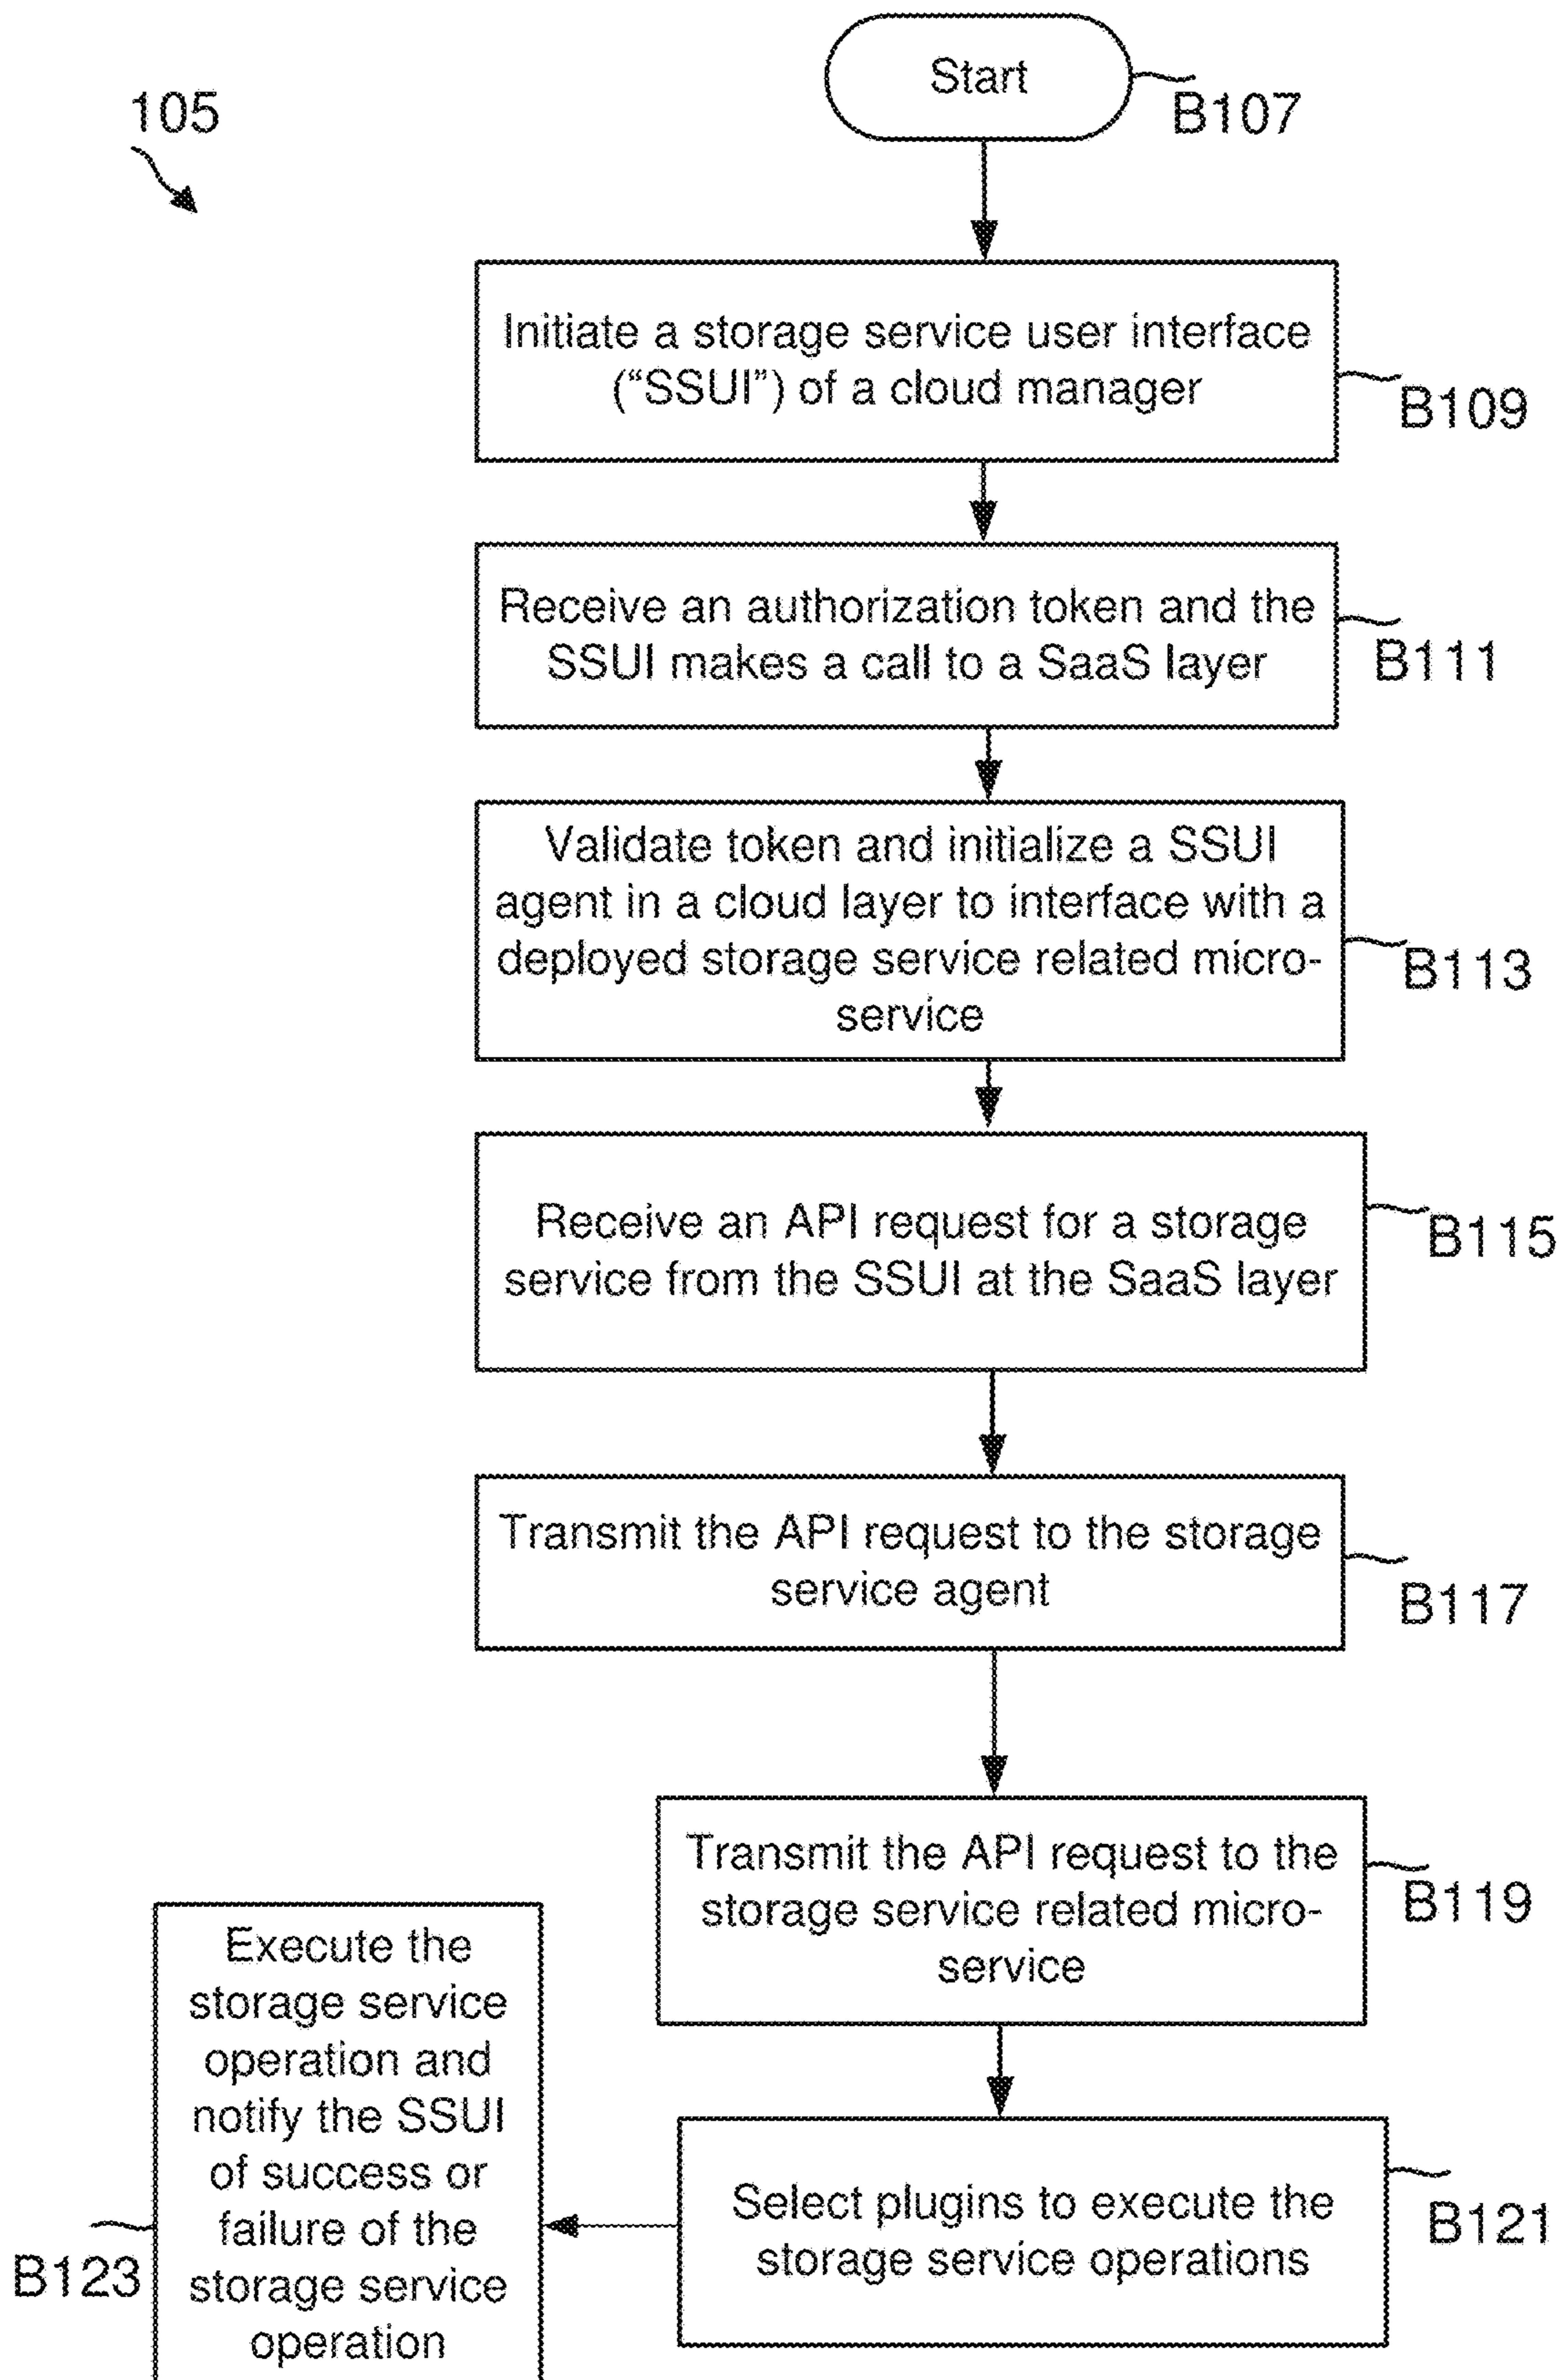 105
Start
B107
Initiate a storage service user interface
(“SSUI”) of a cloud manager
B109
Receive an authorization token and the
SSUI makes a call to a SaaS layer
B111
Validate token and initialize a SSUI
agent in a cloud layer to interface with a
deployed storage service related micro-
service
B113
Receive an API request for a storage
service from the SSUI at the SaaS layer
B115
Transmit the API request to the storage
service agent
B117
Transmit the API request to the
storage service related micro-
service
B119
Select plugins to execute the
storage service operations
B121
Execute the
storage service
operation and
notify the SSUI
of success or
failure of the
storage service
operation
B123